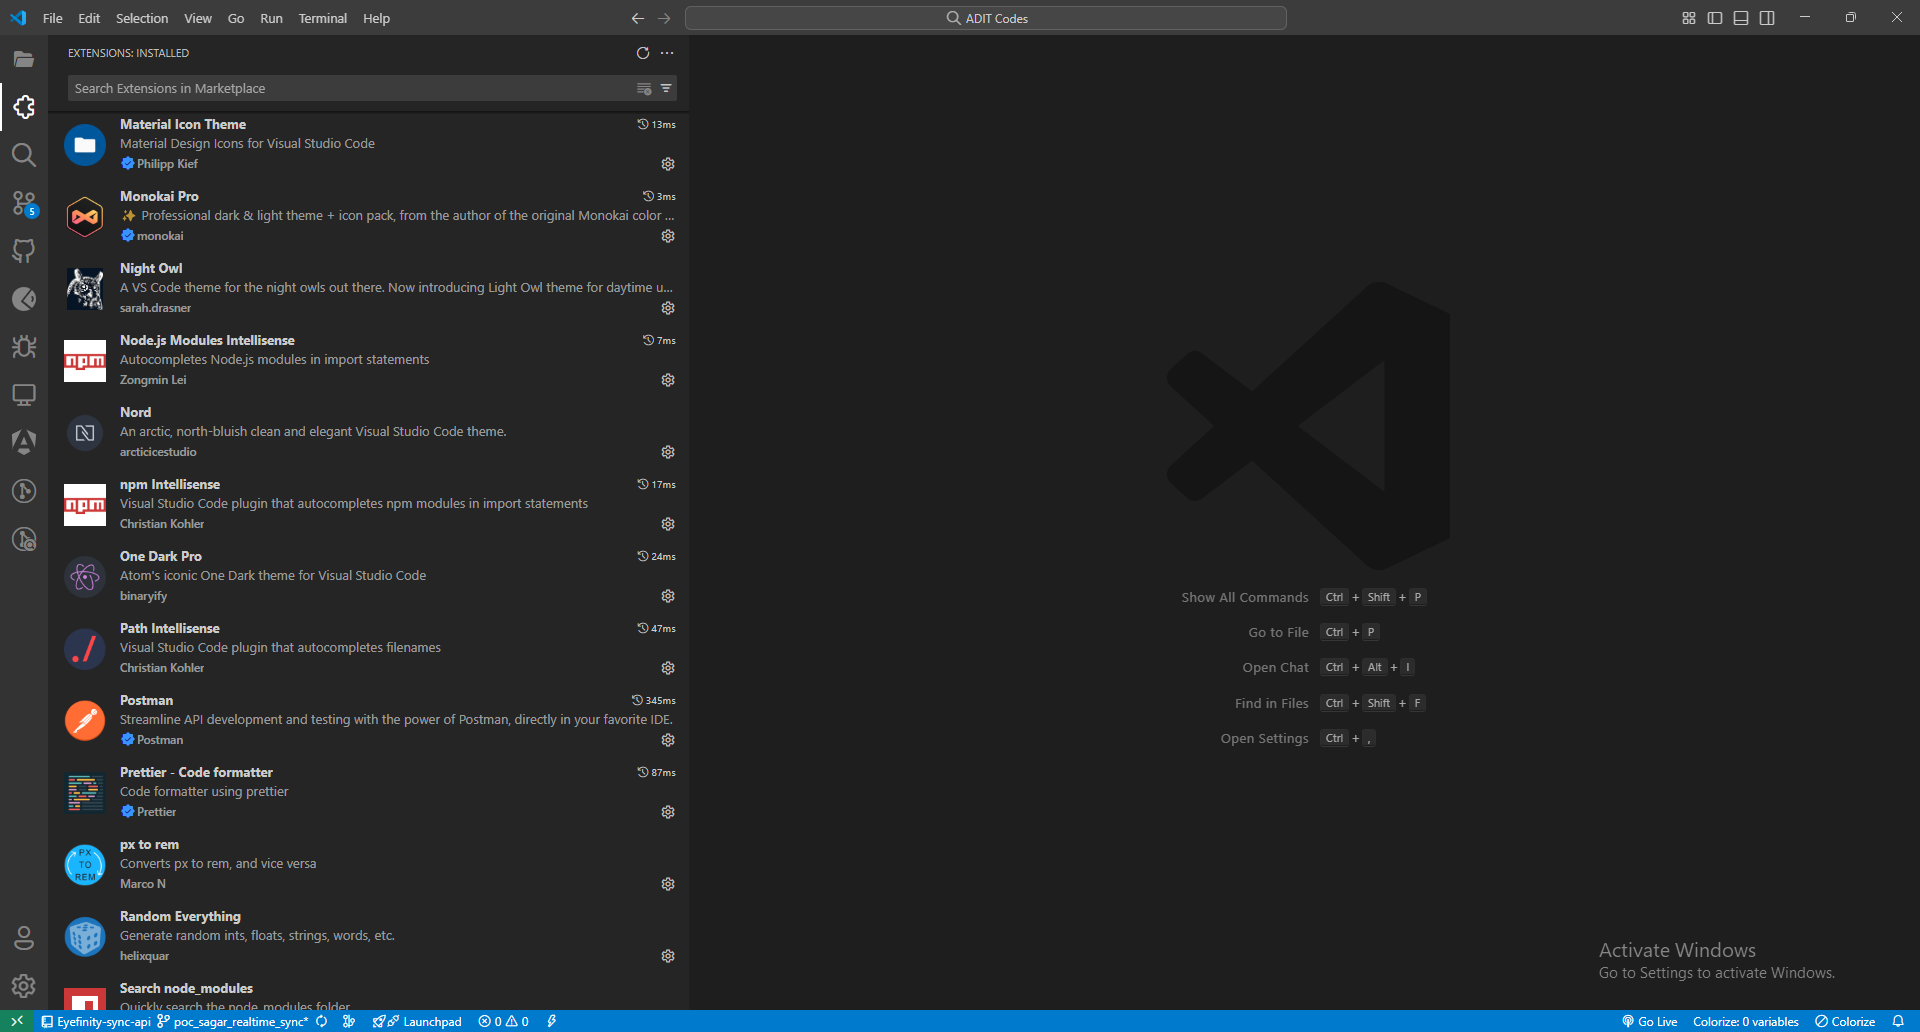 File Edit Selection View Go Run Terminal Help
ADIT Codes
EXTENSIONS: INSTALLED
Search Extensions in Marketplace
Material Icon Theme 13ms
Material Design Icons for Visual Studio Code
Philipp Kief
Monokai Pro 3ms
✨ Professional dark & light theme + icon pack, from the author of the original Monokai color ...
monokai
Night Owl
A VS Code theme for the night owls out there. Now introducing Light Owl theme for daytime u...
sarah.drasner
Node.js Modules Intellisense 7ms
npm
Autocompletes Node.js modules in import statements
Zongmin Lei
Nord
An arctic, north-bluish clean and elegant Visual Studio Code theme.
arcticicestudio
npm Intellisense 17ms
npm
Visual Studio Code plugin that autocompletes npm modules in import statements
Christian Kohler
One Dark Pro 24ms
Atom's iconic One Dark theme for Visual Studio Code
binaryify
Path Intellisense 47ms
./
Visual Studio Code plugin that autocompletes filenames
Christian Kohler
Postman 345ms
Streamline API development and testing with the power of Postman, directly in your favorite IDE.
Postman
Prettier - Code formatter 87ms
Code formatter using prettier
Prettier
px to rem
PX TO REM
Converts px to rem, and vice versa
Marco N
Random Everything
Generate random ints, floats, strings, words, etc.
helixquar
Search node_modules
Quickly search the node_modules folder
5
Show All Commands Ctrl + Shift + P
Go to File Ctrl + P
Open Chat Ctrl + Alt + I
Find in Files Ctrl + Shift + F
Open Settings Ctrl + ,
Activate Windows
Go to Settings to activate Windows.
Eyefinity-sync-api poc_sagar_realtime_sync* Launchpad 0 0 Go Live Colorize: 0 variables Colorize